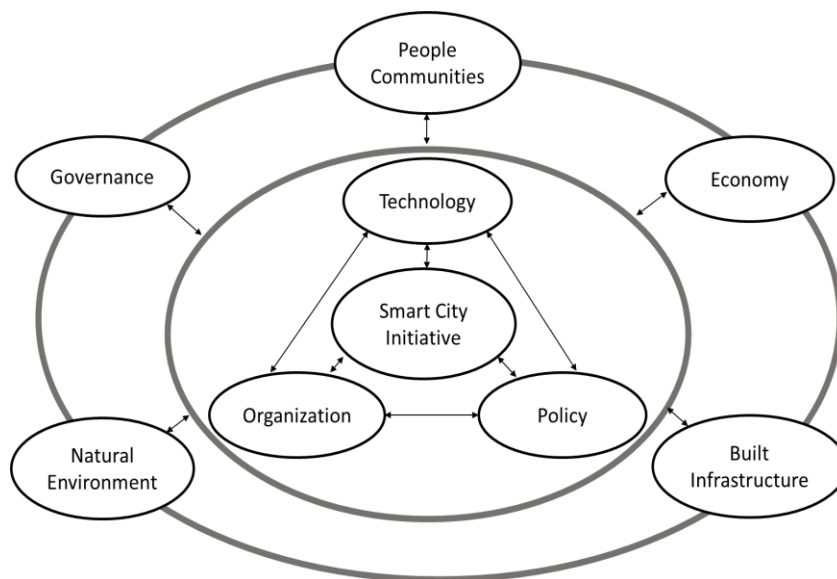 People
Communities
Governance
Economy
Technology
Smart City
Initiative
Organization
Policy
Natural
Environment
Built
Infrastructure